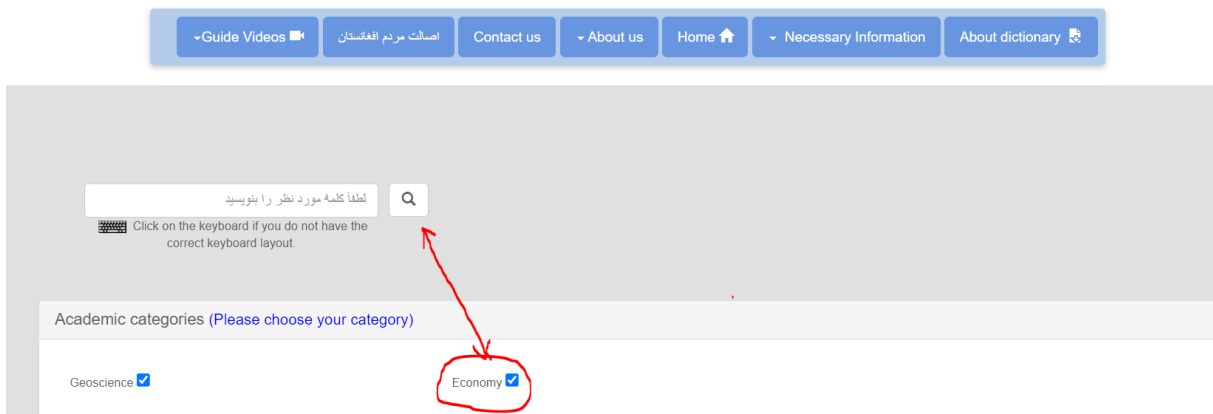 Guide Videos
اصالت مردم افغانستان
Contact us
About us
Home
Necessary Information
About dictionary
لطفاً کلمهٔ مورد نظر را بنویسید
Click on the keyboard if you do not have the
correct keyboard layout.
Academic categories (Please choose your category)
Geoscience
Economy